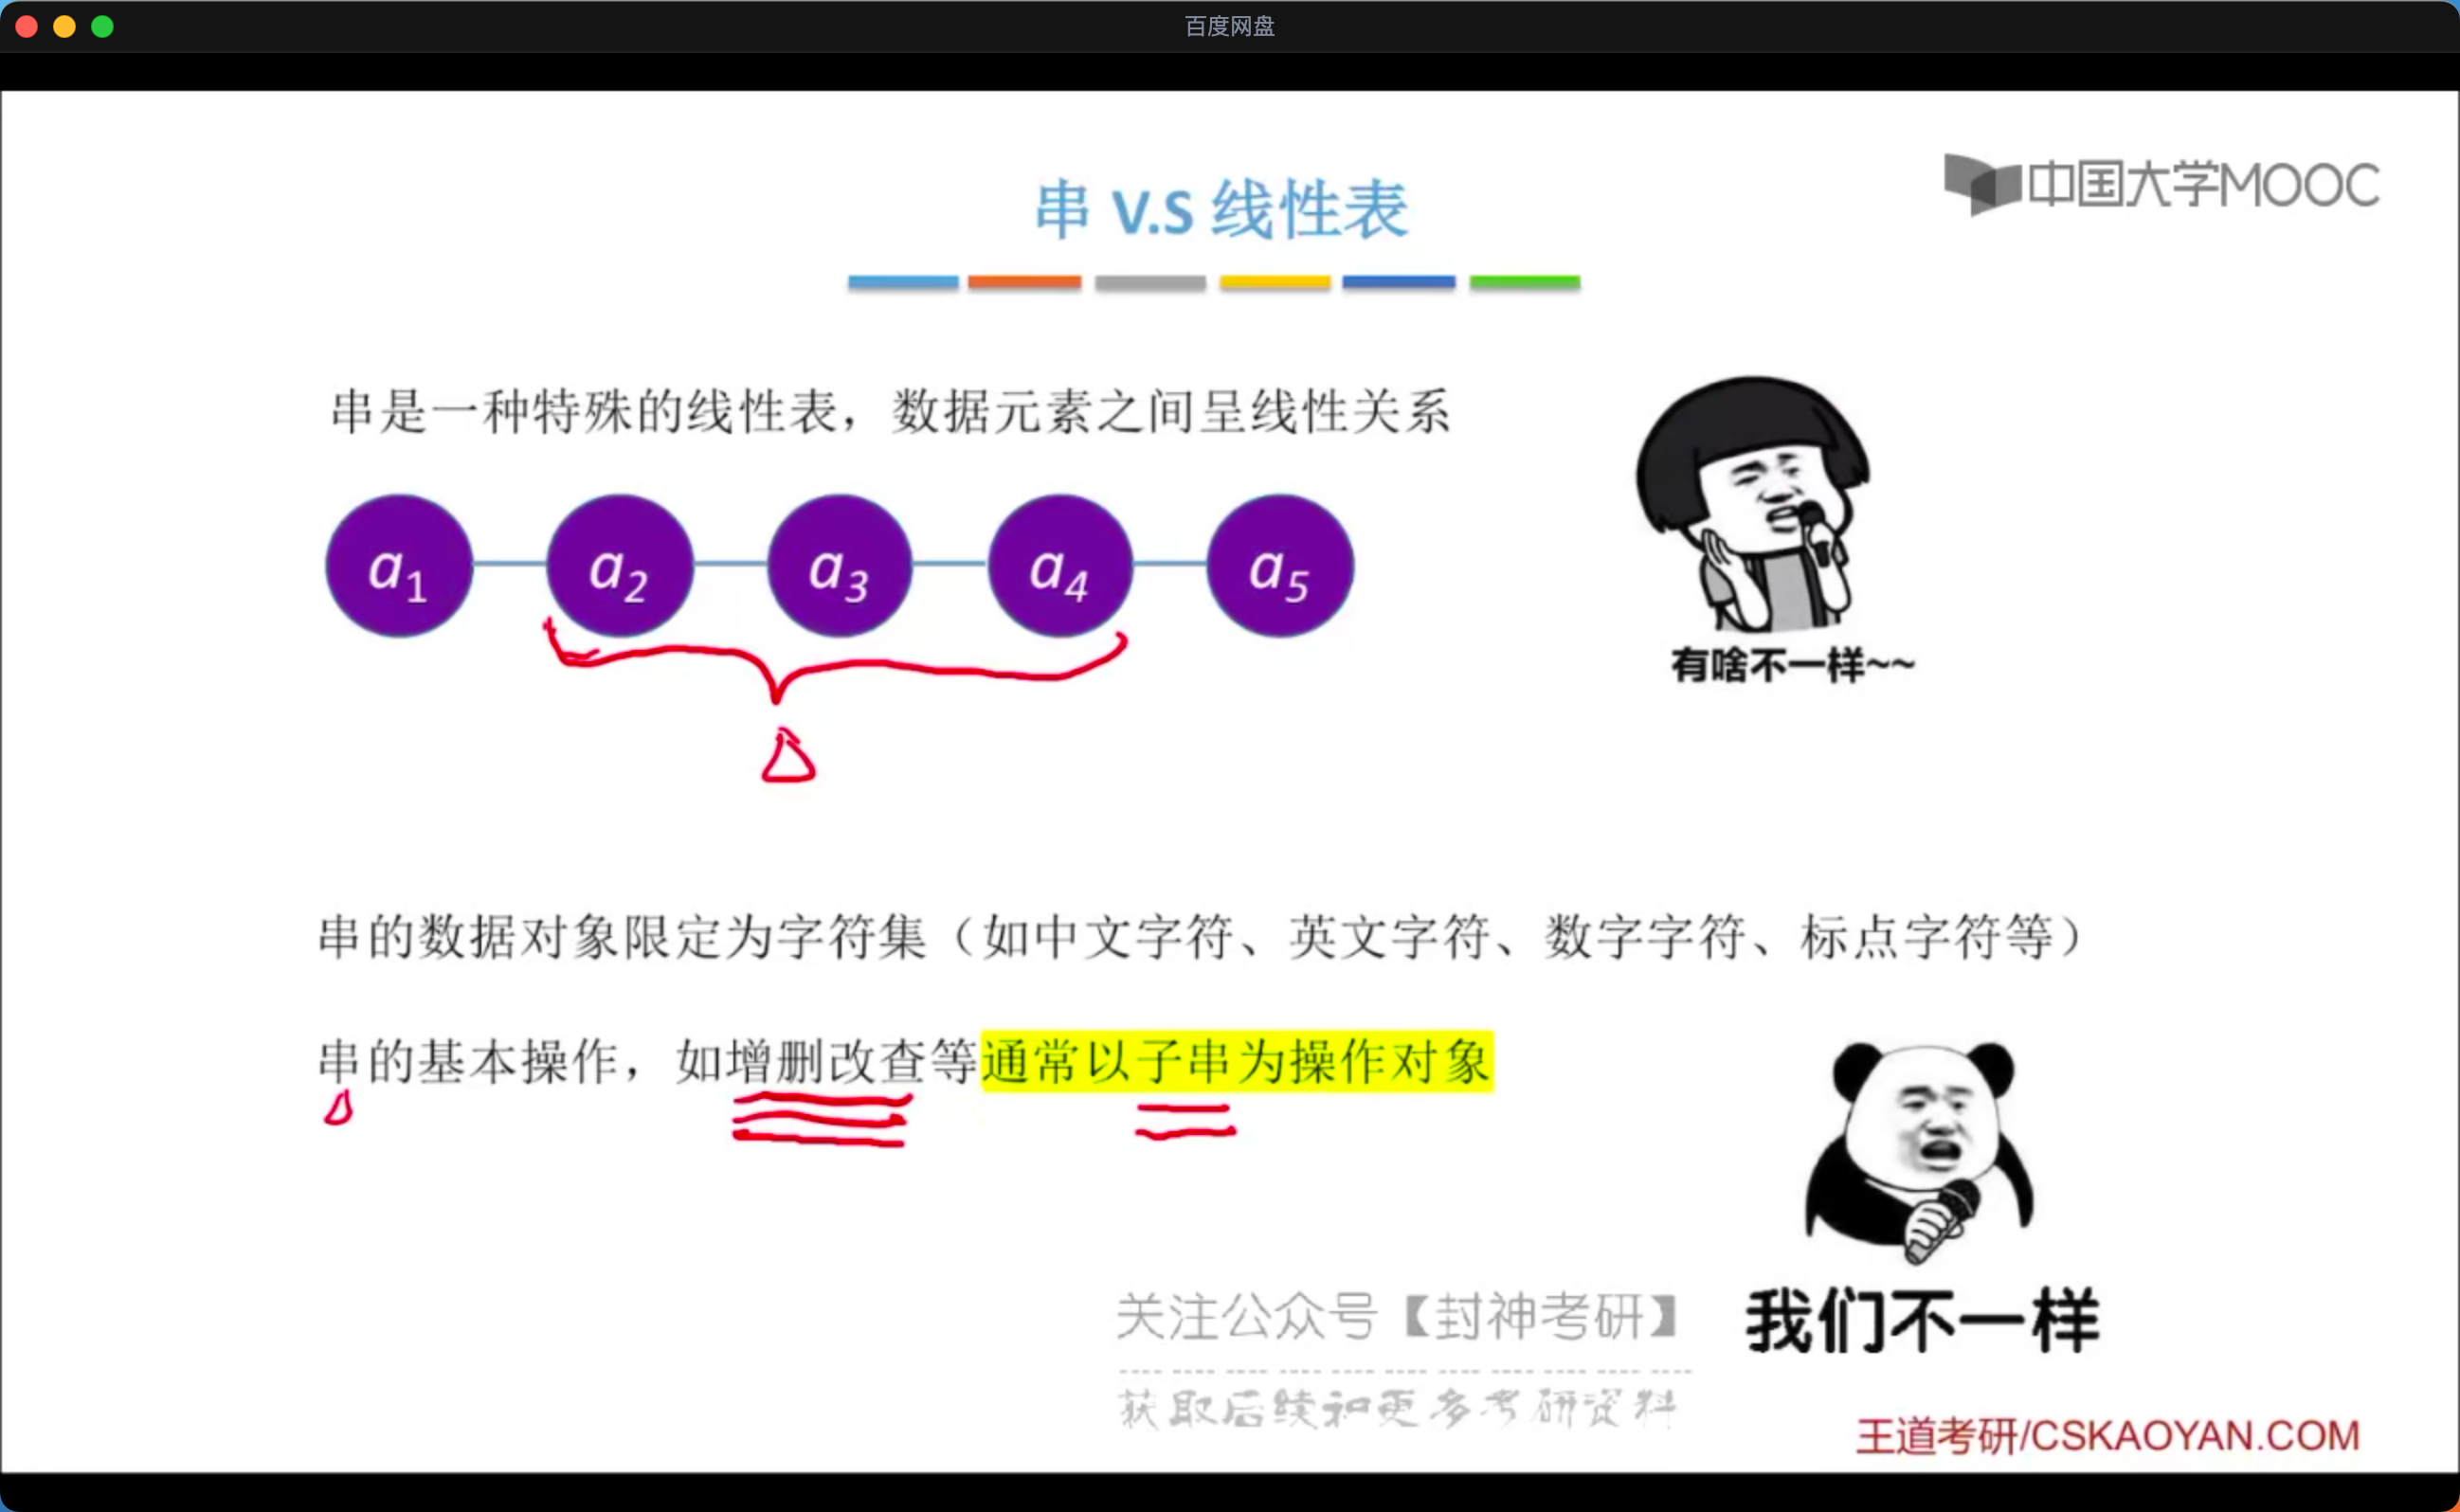 百度网盘
中国大学MOOC
串 V.S 线性表
串是一种特殊的线性表，数据元素之间呈线性关系
a1 a2 a3 a4 a5
有啥不一样~~
串的数据对象限定为字符集（如中文字符、英文字符、数字字符、标点字符等）
串的基本操作，如增删改查等通常以子串为操作对象
关注公众号【封神考研】
获取后续和更多考研资料
我们不一样
王道考研/CSKAOYAN.COM